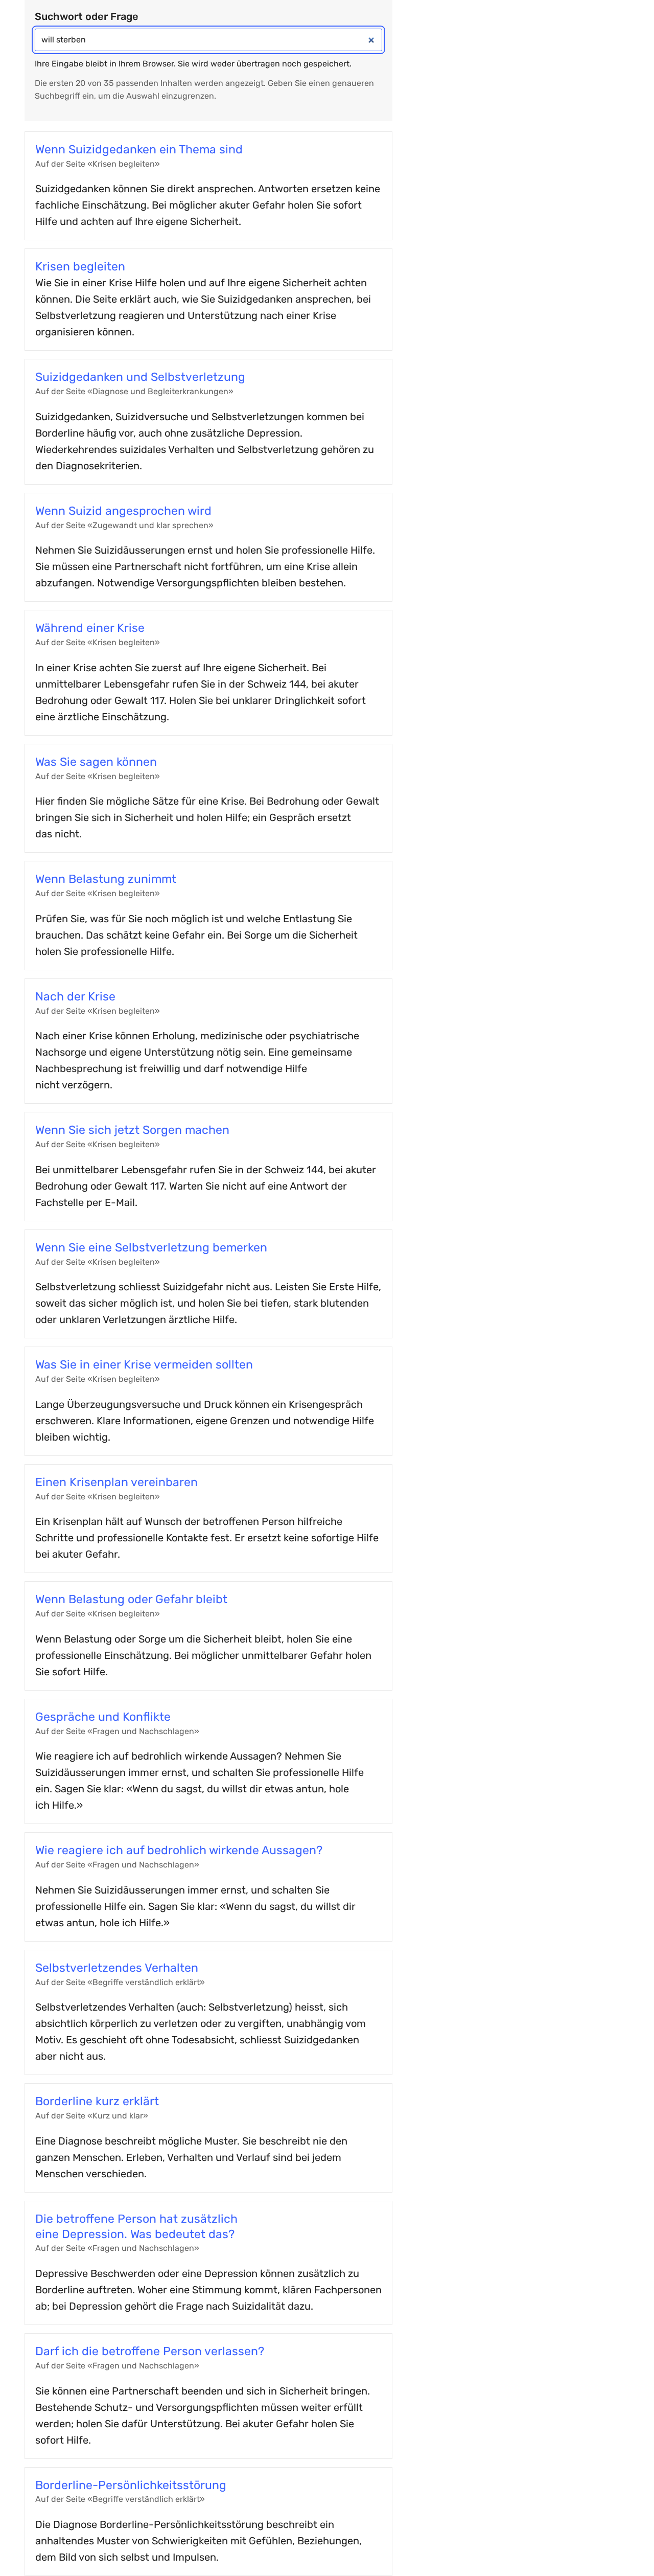 Suchwort oder Frage
will sterben
×
Ihre Eingabe bleibt in Ihrem Browser. Sie wird weder übertragen noch gespeichert.
Die ersten 20 von 35 passenden Inhalten werden angezeigt. Geben Sie einen genaueren
Suchbegriff ein, um die Auswahl einzugrenzen.
Wenn Suizidgedanken ein Thema sind
Auf der Seite «Krisen begleiten»
Suizidgedanken können Sie direkt ansprechen. Antworten ersetzen keine
fachliche Einschätzung. Bei möglicher akuter Gefahr holen Sie sofort
Hilfe und achten auf Ihre eigene Sicherheit.
Krisen begleiten
Wie Sie in einer Krise Hilfe holen und auf Ihre eigene Sicherheit achten
können. Die Seite erklärt auch, wie Sie Suizidgedanken ansprechen, bei
Selbstverletzung reagieren und Unterstützung nach einer Krise
organisieren können.
Suizidgedanken und Selbstverletzung
Auf der Seite «Diagnose und Begleiterkrankungen»
Suizidgedanken, Suizidversuche und Selbstverletzungen kommen bei
Borderline häufig vor, auch ohne zusätzliche Depression.
Wiederkehrendes suizidales Verhalten und Selbstverletzung gehören zu
den Diagnosekriterien.
Wenn Suizid angesprochen wird
Auf der Seite «Zugewandt und klar sprechen»
Nehmen Sie Suizidäusserungen ernst und holen Sie professionelle Hilfe.
Sie müssen eine Partnerschaft nicht fortführen, um eine Krise allein
abzufangen. Notwendige Versorgungspflichten bleiben bestehen.
Während einer Krise
Auf der Seite «Krisen begleiten»
In einer Krise achten Sie zuerst auf Ihre eigene Sicherheit. Bei
unmittelbarer Lebensgefahr rufen Sie in der Schweiz 144, bei akuter
Bedrohung oder Gewalt 117. Holen Sie bei unklarer Dringlichkeit sofort
eine ärztliche Einschätzung.
Was Sie sagen können
Auf der Seite «Krisen begleiten»
Hier finden Sie mögliche Sätze für eine Krise. Bei Bedrohung oder Gewalt
bringen Sie sich in Sicherheit und holen Hilfe; ein Gespräch ersetzt
das nicht.
Wenn Belastung zunimmt
Auf der Seite «Krisen begleiten»
Prüfen Sie, was für Sie noch möglich ist und welche Entlastung Sie
brauchen. Das schätzt keine Gefahr ein. Bei Sorge um die Sicherheit
holen Sie professionelle Hilfe.
Nach der Krise
Auf der Seite «Krisen begleiten»
Nach einer Krise können Erholung, medizinische oder psychiatrische
Nachsorge und eigene Unterstützung nötig sein. Eine gemeinsame
Nachbesprechung ist freiwillig und darf notwendige Hilfe
nicht verzögern.
Wenn Sie sich jetzt Sorgen machen
Auf der Seite «Krisen begleiten»
Bei unmittelbarer Lebensgefahr rufen Sie in der Schweiz 144, bei akuter
Bedrohung oder Gewalt 117. Warten Sie nicht auf eine Antwort der
Fachstelle per E-Mail.
Wenn Sie eine Selbstverletzung bemerken
Auf der Seite «Krisen begleiten»
Selbstverletzung schliesst Suizidgefahr nicht aus. Leisten Sie Erste Hilfe,
soweit das sicher möglich ist, und holen Sie bei tiefen, stark blutenden
oder unklaren Verletzungen ärztliche Hilfe.
Was Sie in einer Krise vermeiden sollten
Auf der Seite «Krisen begleiten»
Lange Überzeugungsversuche und Druck können ein Krisengespräch
erschweren. Klare Informationen, eigene Grenzen und notwendige Hilfe
bleiben wichtig.
Einen Krisenplan vereinbaren
Auf der Seite «Krisen begleiten»
Ein Krisenplan hält auf Wunsch der betroffenen Person hilfreiche
Schritte und professionelle Kontakte fest. Er ersetzt keine sofortige Hilfe
bei akuter Gefahr.
Wenn Belastung oder Gefahr bleibt
Auf der Seite «Krisen begleiten»
Wenn Belastung oder Sorge um die Sicherheit bleibt, holen Sie eine
professionelle Einschätzung. Bei möglicher unmittelbarer Gefahr holen
Sie sofort Hilfe.
Gespräche und Konflikte
Auf der Seite «Fragen und Nachschlagen»
Wie reagiere ich auf bedrohlich wirkende Aussagen? Nehmen Sie
Suizidäusserungen immer ernst, und schalten Sie professionelle Hilfe
ein. Sagen Sie klar: «Wenn du sagst, du willst dir etwas antun, hole
ich Hilfe.»
Wie reagiere ich auf bedrohlich wirkende Aussagen?
Auf der Seite «Fragen und Nachschlagen»
Nehmen Sie Suizidäusserungen immer ernst, und schalten Sie
professionelle Hilfe ein. Sagen Sie klar: «Wenn du sagst, du willst dir
etwas antun, hole ich Hilfe.»
Selbstverletzendes Verhalten
Auf der Seite «Begriffe verständlich erklärt»
Selbstverletzendes Verhalten (auch: Selbstverletzung) heisst, sich
absichtlich körperlich zu verletzen oder zu vergiften, unabhängig vom
Motiv. Es geschieht oft ohne Todesabsicht, schliesst Suizidgedanken
aber nicht aus.
Borderline kurz erklärt
Auf der Seite «Kurz und klar»
Eine Diagnose beschreibt mögliche Muster. Sie beschreibt nie den
ganzen Menschen. Erleben, Verhalten und Verlauf sind bei jedem
Menschen verschieden.
Die betroffene Person hat zusätzlich
eine Depression. Was bedeutet das?
Auf der Seite «Fragen und Nachschlagen»
Depressive Beschwerden oder eine Depression können zusätzlich zu
Borderline auftreten. Woher eine Stimmung kommt, klären Fachpersonen
ab; bei Depression gehört die Frage nach Suizidalität dazu.
Darf ich die betroffene Person verlassen?
Auf der Seite «Fragen und Nachschlagen»
Sie können eine Partnerschaft beenden und sich in Sicherheit bringen.
Bestehende Schutz- und Versorgungspflichten müssen weiter erfüllt
werden; holen Sie dafür Unterstützung. Bei akuter Gefahr holen Sie
sofort Hilfe.
Borderline-Persönlichkeitsstörung
Auf der Seite «Begriffe verständlich erklärt»
Die Diagnose Borderline-Persönlichkeitsstörung beschreibt ein
anhaltendes Muster von Schwierigkeiten mit Gefühlen, Beziehungen,
dem Bild von sich selbst und Impulsen.